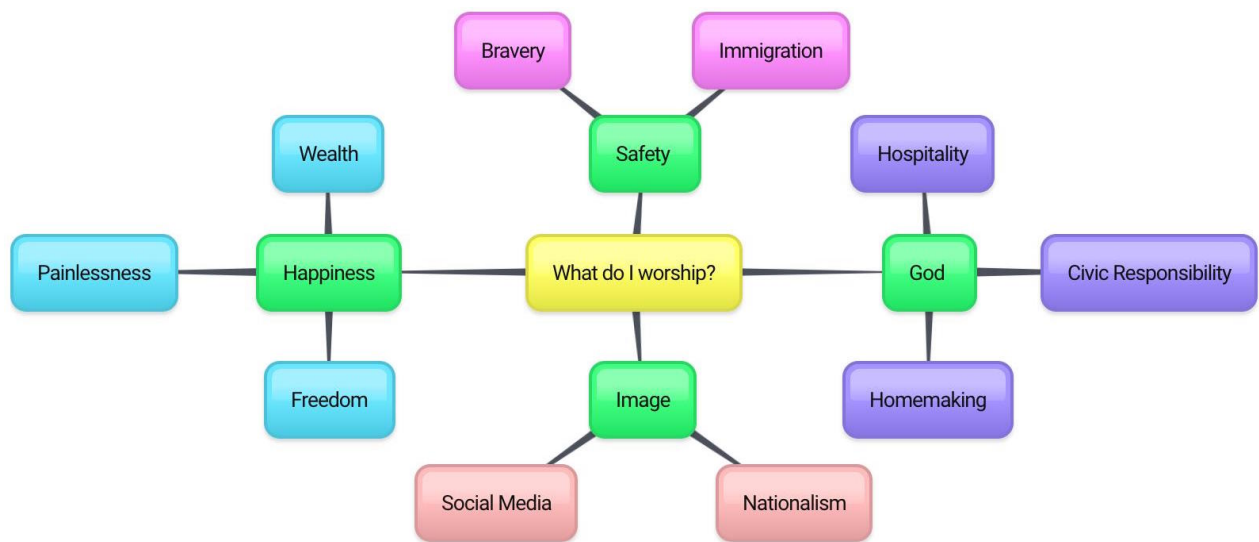 Bravery
Immigration
Wealth
Safety
Hospitality
Painlessness
Happiness
What do I worship?
God
Civic Responsibility
Freedom
Image
Homemaking
Social Media
Nationalism